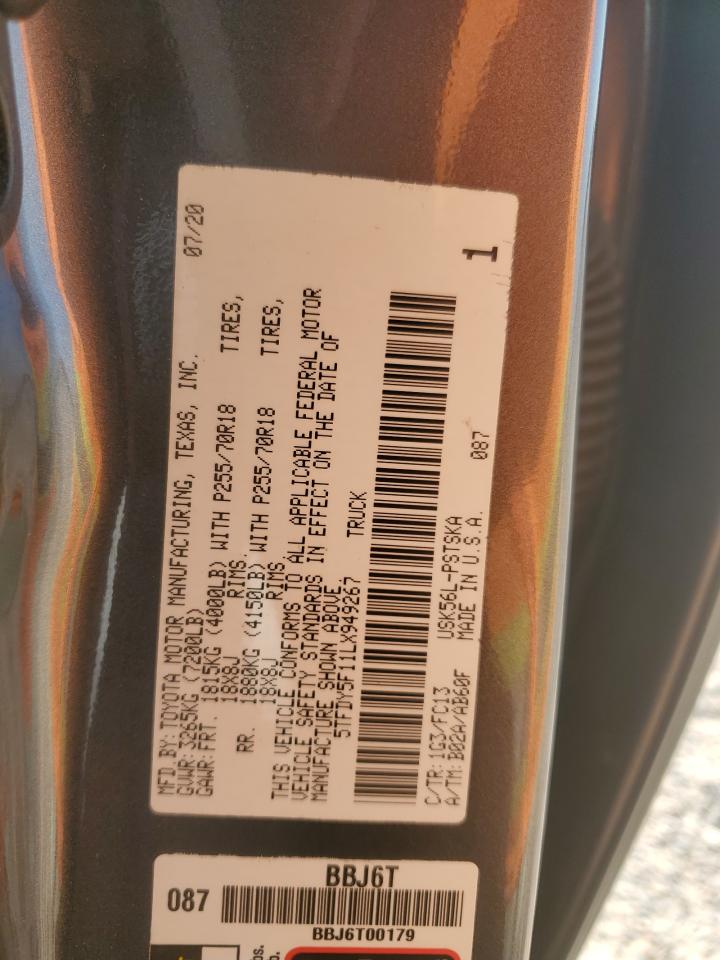 MFD BY: TOYOTA MOTOR MANUFACTURING, TEXAS, INC. 07/20
GVWR: 3265KG (7200LB)
GAWR: FRT. 1815KG (4000LB) WITH P255/70R18 TIRES,
18X8J RIMS.
RR. 1880KG (4150LB) WITH P255/70R18 TIRES,
18X8J RIMS.
THIS VEHICLE CONFORMS TO ALL APPLICABLE FEDERAL MOTOR
VEHICLE SAFETY STANDARDS IN EFFECT ON THE DATE OF
MANUFACTURE SHOWN ABOVE
5TFDY5F11LX949267 TRUCK
1
C/TR: 1G3/FC13 USK56L-PSTSKA 087
A/TM: B02A/AB60F MADE IN U.S.A.
BBJ6T
087
BBJ6T00179